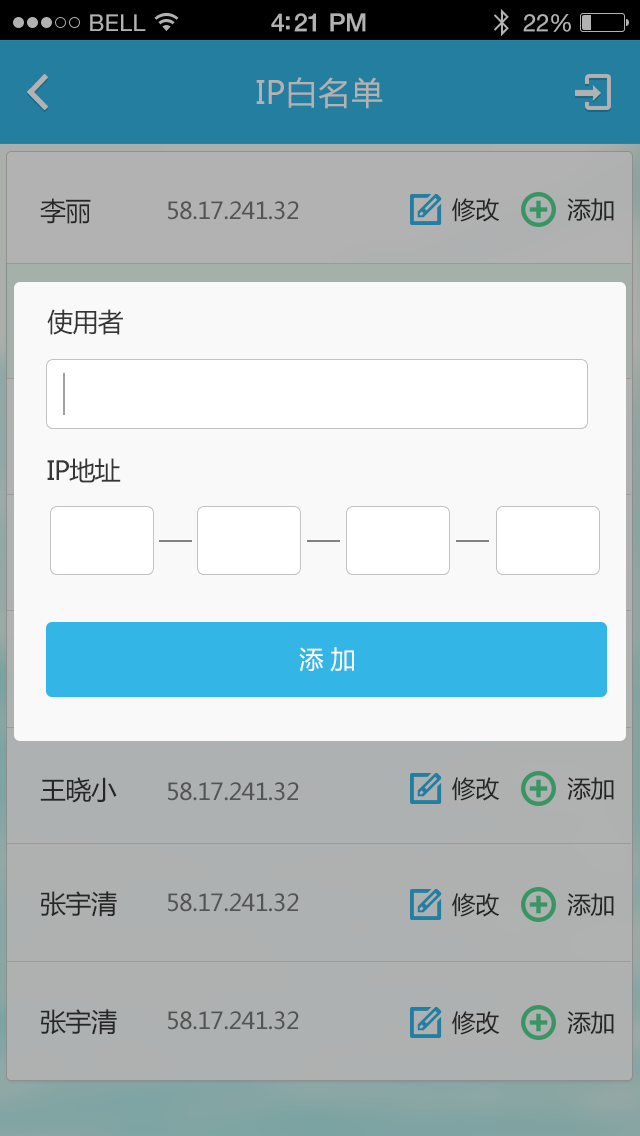 BELL 4:21 PM 22%
IP白名单
李丽 58.17.241.32 修改 添加
使用者
IP地址
添加
王晓小 58.17.241.32 修改 添加
张宇清 58.17.241.32 修改 添加
张宇清 58.17.241.32 修改 添加